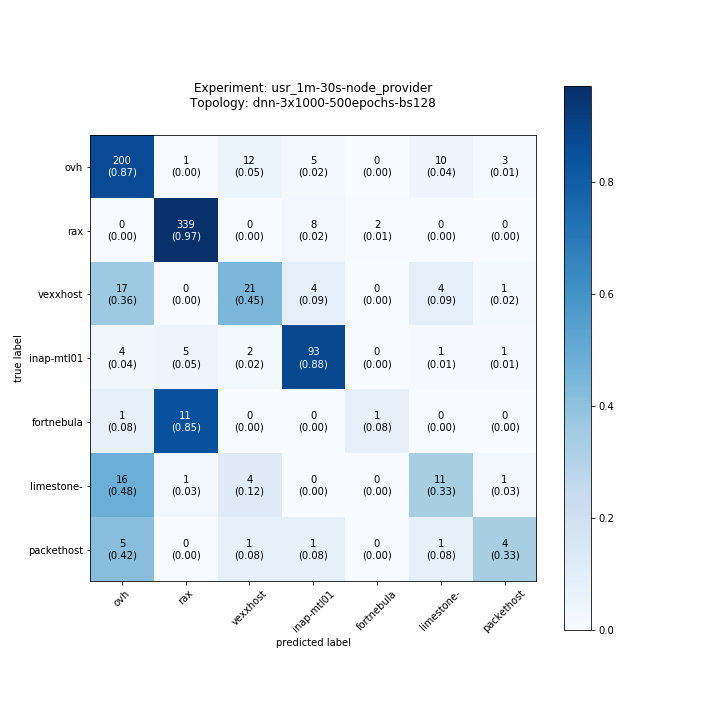 Experiment: usr_1m-30s-node_provider
Topology: dnn-3x1000-500epochs-bs128
ovh
200 1 12 5 0 10 3
(0.87) (0.00) (0.05) (0.02) (0.00) (0.04) (0.01)
rax
0 339 0 8 2 0 0
(0.00) (0.97) (0.00) (0.02) (0.01) (0.00) (0.00)
vexxhost
17 0 21 4 0 4 1
(0.36) (0.00) (0.45) (0.09) (0.00) (0.09) (0.02)
inap-mtl01
4 5 2 93 0 1 1
(0.04) (0.05) (0.02) (0.88) (0.00) (0.01) (0.01)
fortnebula
1 11 0 0 1 0 0
(0.08) (0.85) (0.00) (0.00) (0.08) (0.00) (0.00)
limestone-
16 1 4 0 0 11 1
(0.48) (0.03) (0.12) (0.00) (0.00) (0.33) (0.03)
packethost
5 0 1 1 0 1 4
(0.42) (0.00) (0.08) (0.08) (0.00) (0.08) (0.33)
true label
ovh rax vexxhost inap-mtl01 fortnebula limestone- packethost
predicted label
0.8
0.6
0.4
0.2
0.0